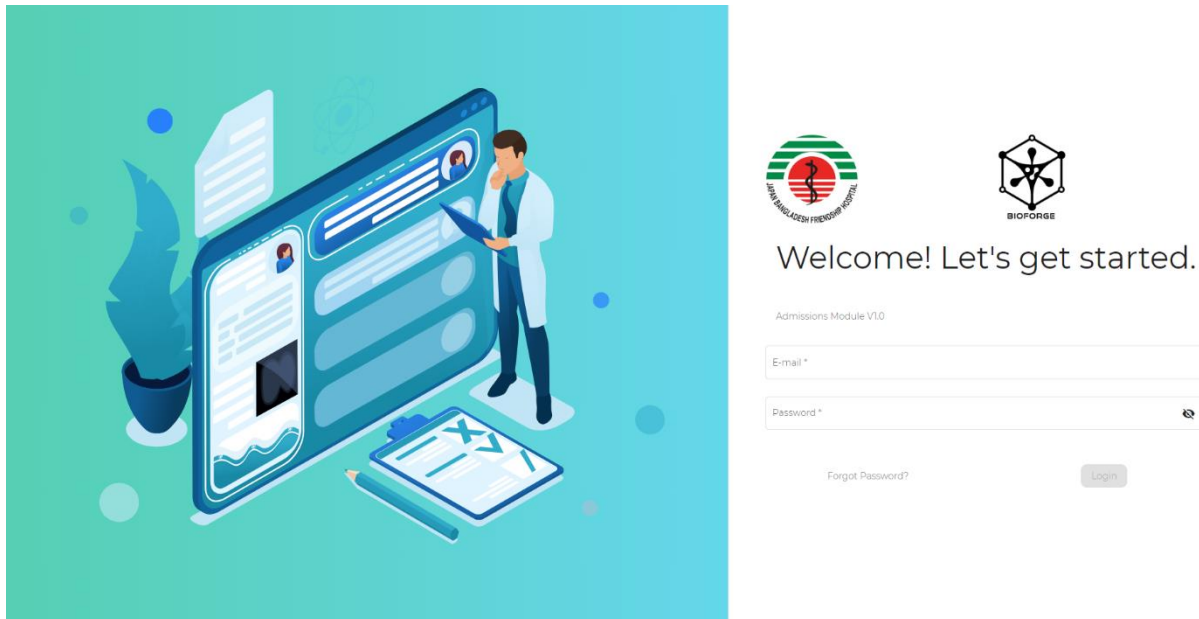 JAPAN BANGLADESH FRIENDSHIP HOSPITAL
BIOFORGE
Welcome! Let's get started.
Admissions Module V1.0
E-mail *
Password *
Forgot Password?
Login